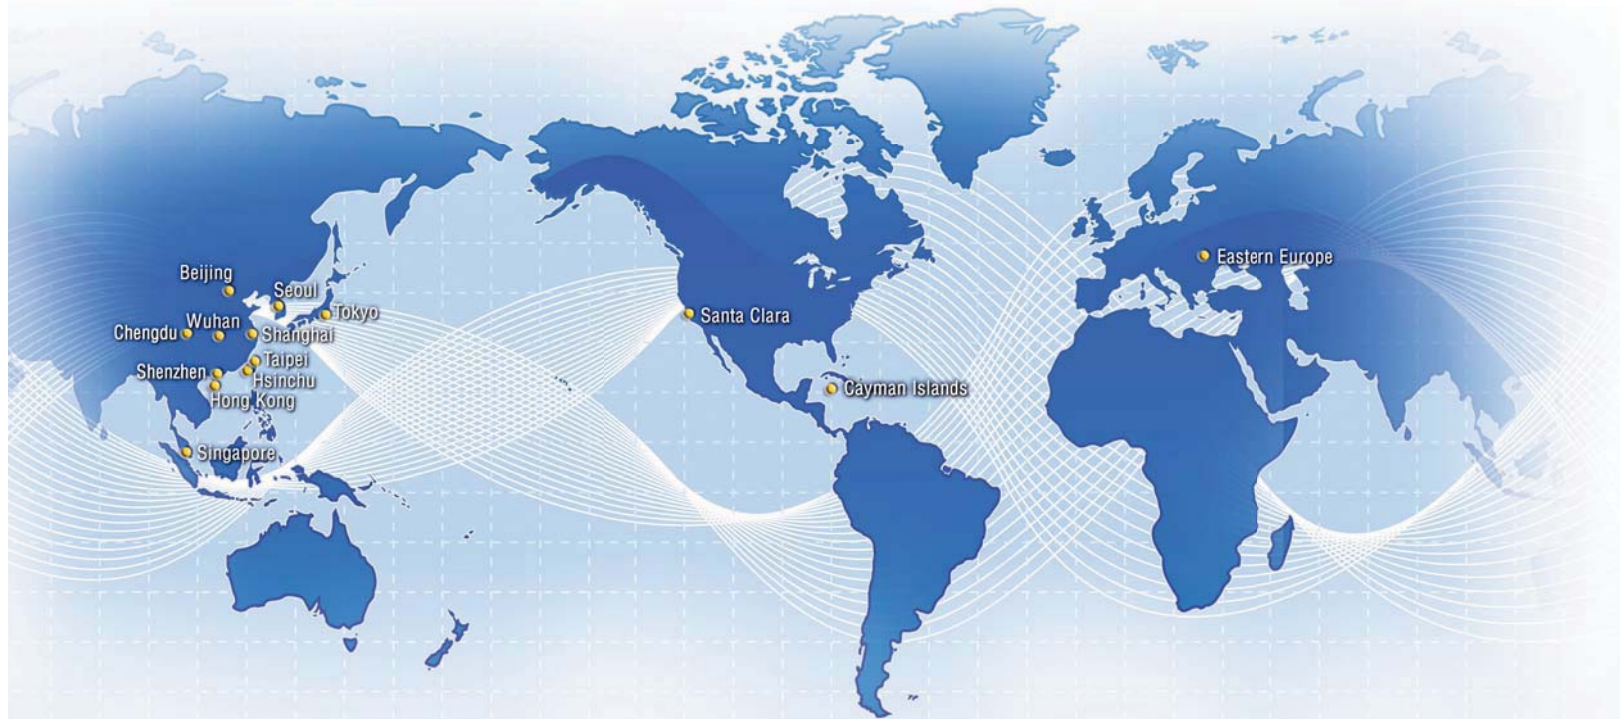 Beijing
Seoul
Tokyo
Chengdu
Wuhan
Shanghai
Taipei
Shenzhen
Hsinchu
Hong Kong
Singapore
Santa Clara
Cayman Islands
Eastern Europe